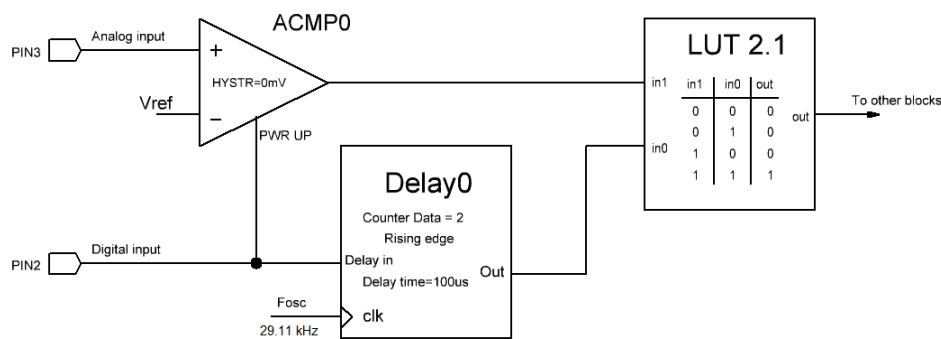 ACMP0
PIN3
Analog input
+
HYSTR=0mV
Vref
−
PWR UP
LUT 2.1
in1
in1 in0 out
0 0 0
0 1 0
1 0 0
1 1 1
in0
out
To other blocks
Delay0
Counter Data = 2
Rising edge
PIN2
Digital input
Delay in
Delay time=100us
Out
Fosc
29.11 kHz
clk